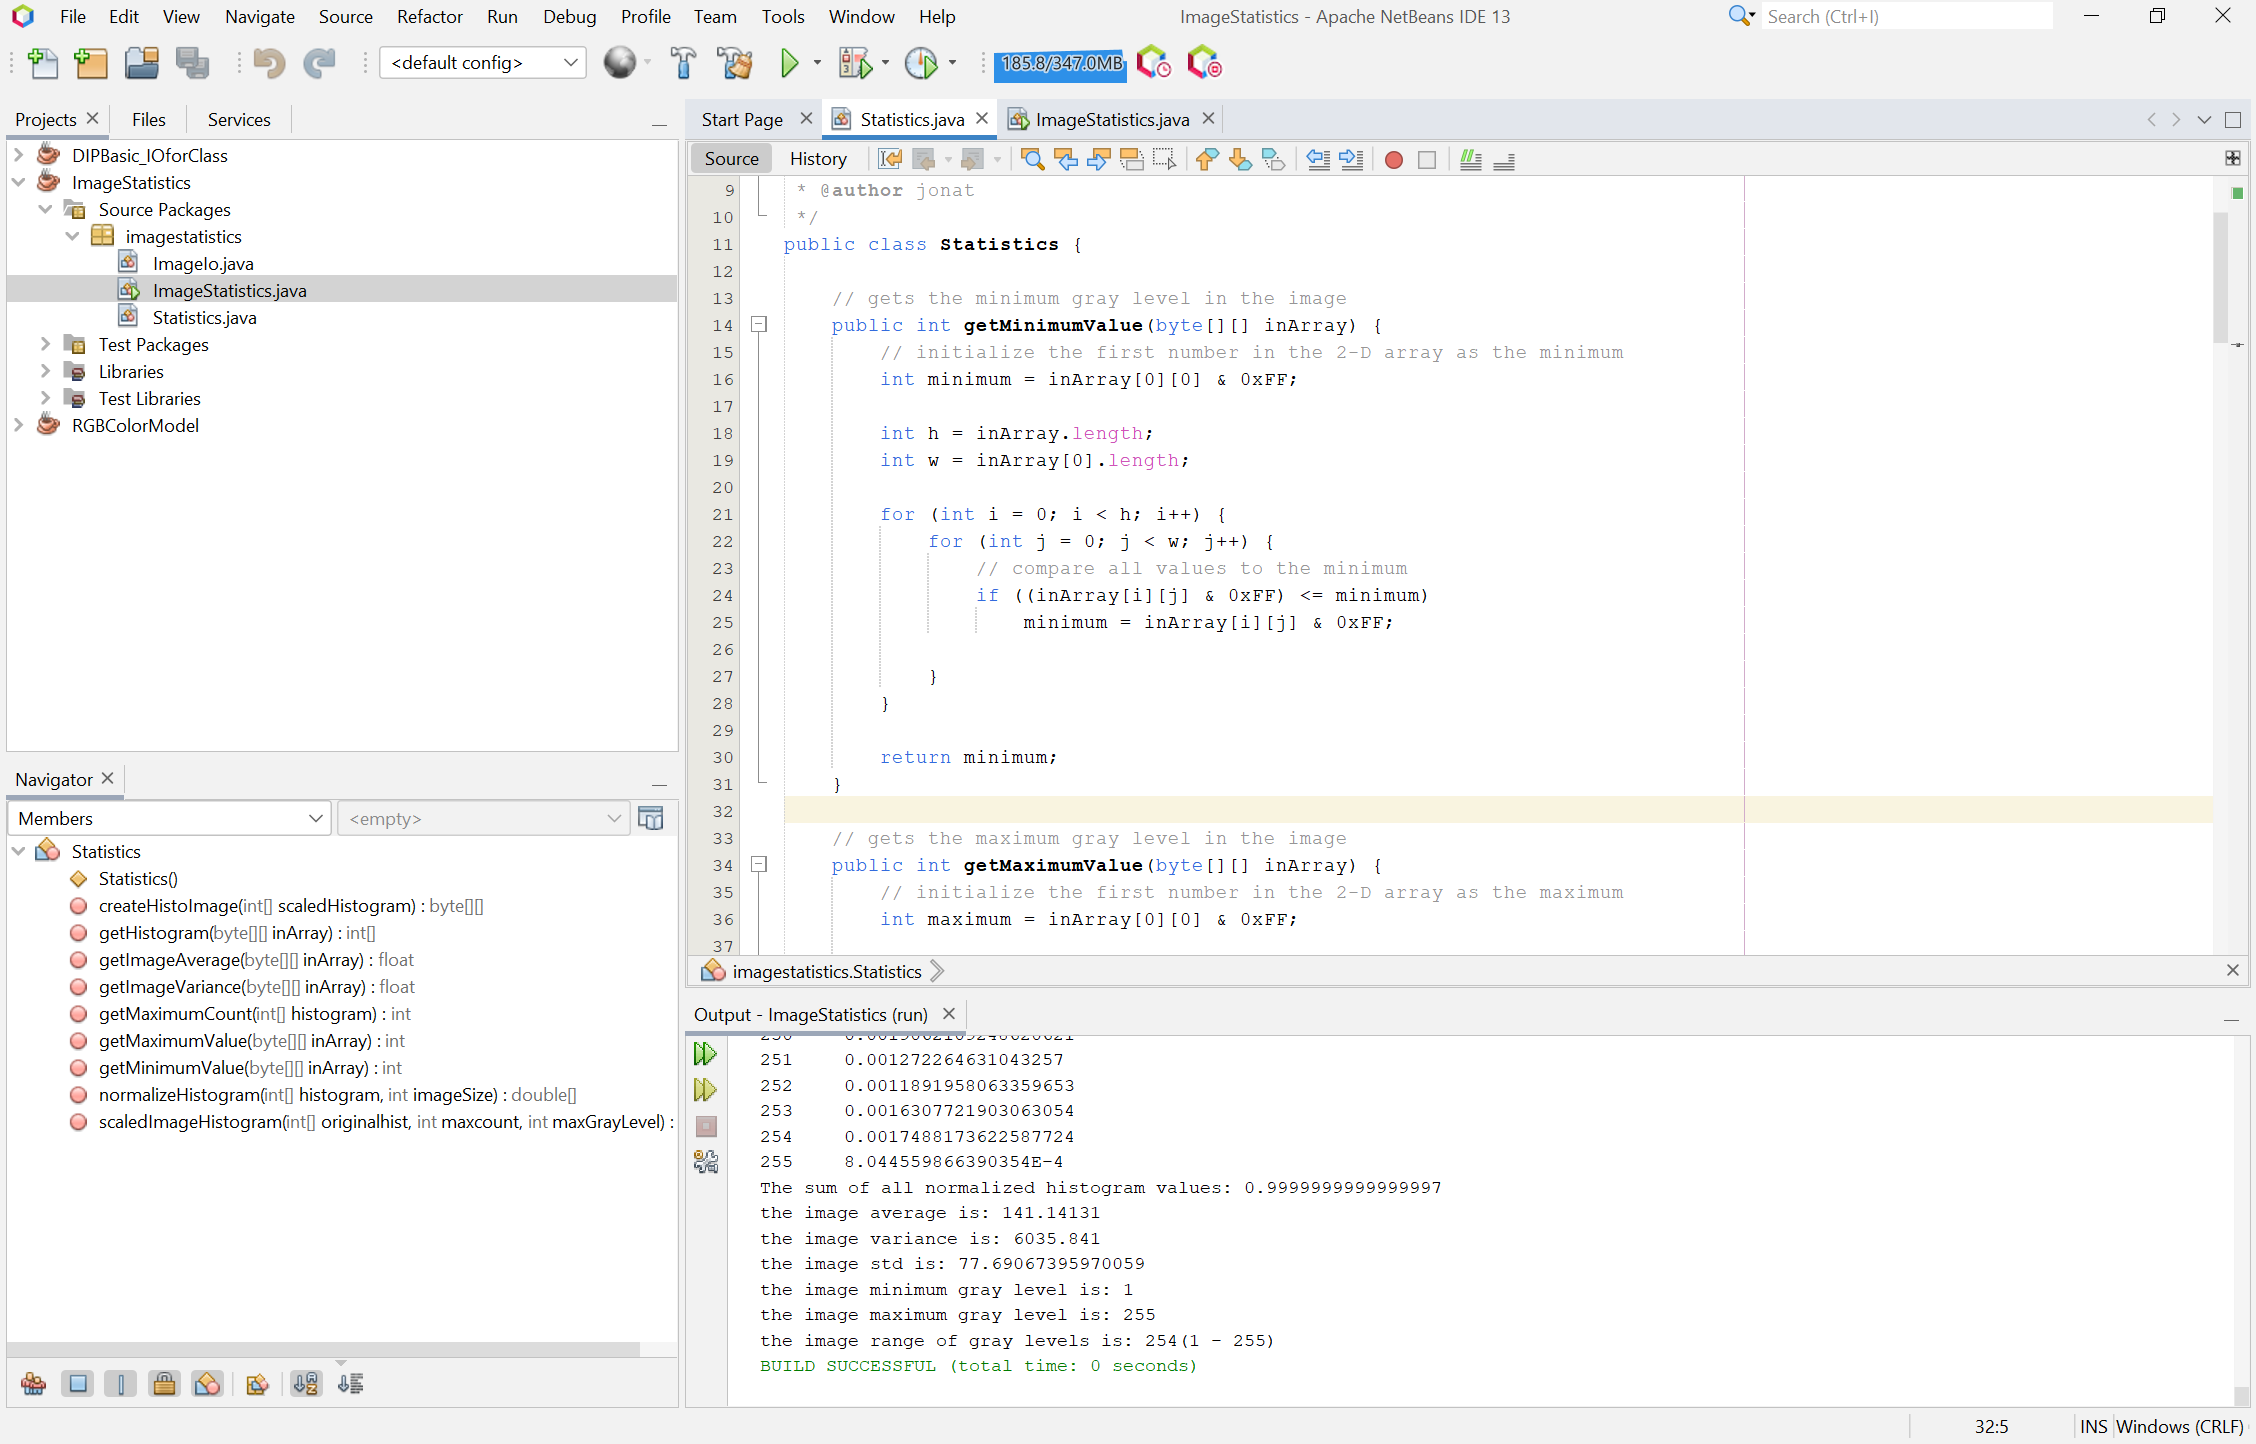 File Edit View Navigate Source Refactor Run Debug Profile Team Tools Window Help
ImageStatistics - Apache NetBeans IDE 13
Search (Ctrl+I)
<default config>
185.8/347.0MB
Projects Files Services
DIPBasic_IOforClass
ImageStatistics
Source Packages
imagestatistics
ImageIo.java
ImageStatistics.java
Statistics.java
Test Packages
Libraries
Test Libraries
RGBColorModel
Navigator
Members <empty>
Statistics
Statistics()
createHistoImage(int[] scaledHistogram) : byte[][]
getHistogram(byte[][] inArray) : int[]
getImageAverage(byte[][] inArray) : float
getImageVariance(byte[][] inArray) : float
getMaximumCount(int[] histogram) : int
getMaximumValue(byte[][] inArray) : int
getMinimumValue(byte[][] inArray) : int
normalizeHistogram(int[] histogram, int imageSize) : double[]
scaledImageHistogram(int[] originalhist, int maxcount, int maxGrayLevel) :
Start Page Statistics.java ImageStatistics.java
Source History
9 * @author jonat
10 */
11 public class Statistics {
12
13 // gets the minimum gray level in the image
14 public int getMinimumValue(byte[][] inArray) {
15 // initialize the first number in the 2-D array as the minimum
16 int minimum = inArray[0][0] & 0xFF;
17
18 int h = inArray.length;
19 int w = inArray[0].length;
20
21 for (int i = 0; i < h; i++) {
22 for (int j = 0; j < w; j++) {
23 // compare all values to the minimum
24 if ((inArray[i][j] & 0xFF) <= minimum)
25 minimum = inArray[i][j] & 0xFF;
26
27 }
28 }
29
30 return minimum;
31 }
32
33 // gets the maximum gray level in the image
34 public int getMaximumValue(byte[][] inArray) {
35 // initialize the first number in the 2-D array as the maximum
36 int maximum = inArray[0][0] & 0xFF;
37
imagestatistics.Statistics
Output - ImageStatistics (run)
251 0.001272264631043257
252 0.0011891958063359653
253 0.0016307721903063054
254 0.0017488173622587724
255 8.044559866390354E-4
The sum of all normalized histogram values: 0.9999999999999997
the image average is: 141.14131
the image variance is: 6035.841
the image std is: 77.69067395970059
the image minimum gray level is: 1
the image maximum gray level is: 255
the image range of gray levels is: 254(1 - 255)
BUILD SUCCESSFUL (total time: 0 seconds)
32:5 INS Windows (CRLF)